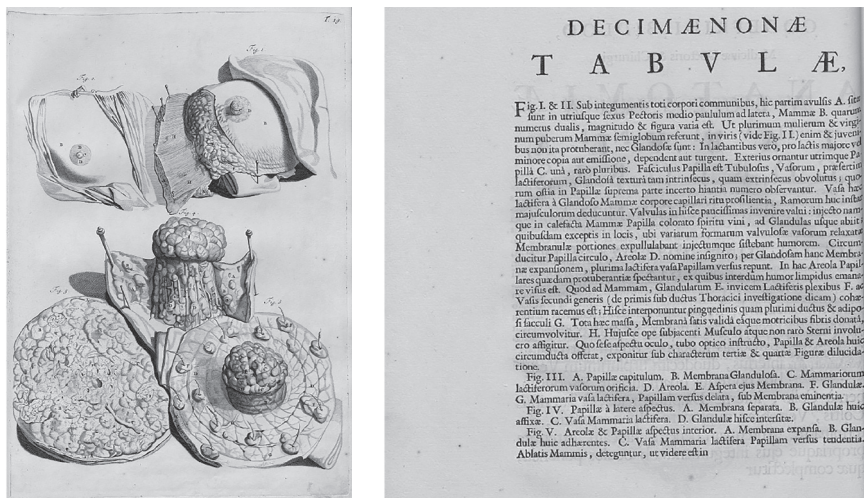 T. 19
Fig. 2.
Fig. 1.
Fig. 4.
Fig. 3
Fig. 5.
DECIMÆNONÆ
TABVLÆ,
Fig. I. & II. Sub integumentis toti corpori communibus, hic partim avulsis A. sitæ
sunt in utriusque sexus Pectoris medio paululum ad latera, Mammæ B. quarum
numerus dualis, magnitudo & figura varia est. Ut plurimum mulierum & virgi-
num puberum Mammæ semiglobum referunt, in viris (vide Fig. II.) enim & juveni-
bus non ita protuberant, nec Glandosæ sunt: In lactantibus verò, pro lactis majore vel
minore copia aut emissione, dependent aut turgent. Exterius ornantur utrimque Pa-
pillâ C. unâ, rarò pluribus. Fasciculus Papilla est Tubulosis, Vasorum, præsertim
lactiferorum, Glandosâ texturâ tam intrinsecus, quam extrinsecus obvolutus; quo-
rum ostia in Papillæ suprema parte incerto hiantia numero observantur. Vasa hæc
lactifera à Glandoso Mammæ corpore capillari ritu prosilientia, Ramorum huc instar
majusculorum deducuntur. Valvulas in hisce paucissimas invenire valui: injecto nam-
que in calefacta Mammæ Papilla colorato spiritu vini, ad Glandulas usque abiit:
quibusdam exceptis in locis, ubi variarum formarum valvulosæ vasorum relaxatæ
Membranulæ portiones expullulabant injectumque sistebant humorem. Circum-
ducitur Papilla circulo, Areolæ D. nomine insignito; per Glandosam hanc Membra-
næ expansionem, plurima lactifera vasa Papillam versus repunt. In hac Areola Papil-
lares quædam protuberantiæ spectantur, ex quibus interdum humor limpidus emana-
re visus est. Quod ad Mammam, Glandularum E. invicem Lactiferis plexibus F. ac
Vasis secundi generis (de primis sub ductus Thoracici investigatione dicam) cohæ-
rentium racemus est: Hisce interponuntur pinguedinis quam plurimi ductus & adipo-
si sacculi G. Tota hæc massa, Membranâ satis validâ eâque motricibus fibris donatâ,
circumvolvitur. H. Hujusce ope subjacenti Musculo atque non rarò Sterni involu-
cro affigitur. Quo sese aspectu oculo, tubo optico instructo, Papilla & Areola huic
circumducta offerat, exponitur sub characterum tertiæ & quartæ Figuræ dilucida-
tione.
Fig. III. A. Papillæ capitulum. B. Membrana Glandulosa. C. Mammariorum
lactiferorum vasorum orificia. D. Areola. E. Aspera ejus Membrana. F. Glandulæ.
G. Mammaria vasa lactifera, Papillam versus delata, sub Membrana eminentia.
Fig. IV. Papillæ à latere aspectus. A. Membrana separata. B. Glandulæ huic
affixæ. C. Vasa Mammaria lactifera. D. Glandulæ hisce intersitæ.
Fig. V. Areolæ & Papillæ aspectus interior. A. Membrana expansa. B. Glan-
dulæ huic adhærentes. C. Vasa Mammaria lactifera Papillam versus tendentia.
Ablatis Mammis, deteguntur, ut videre est in